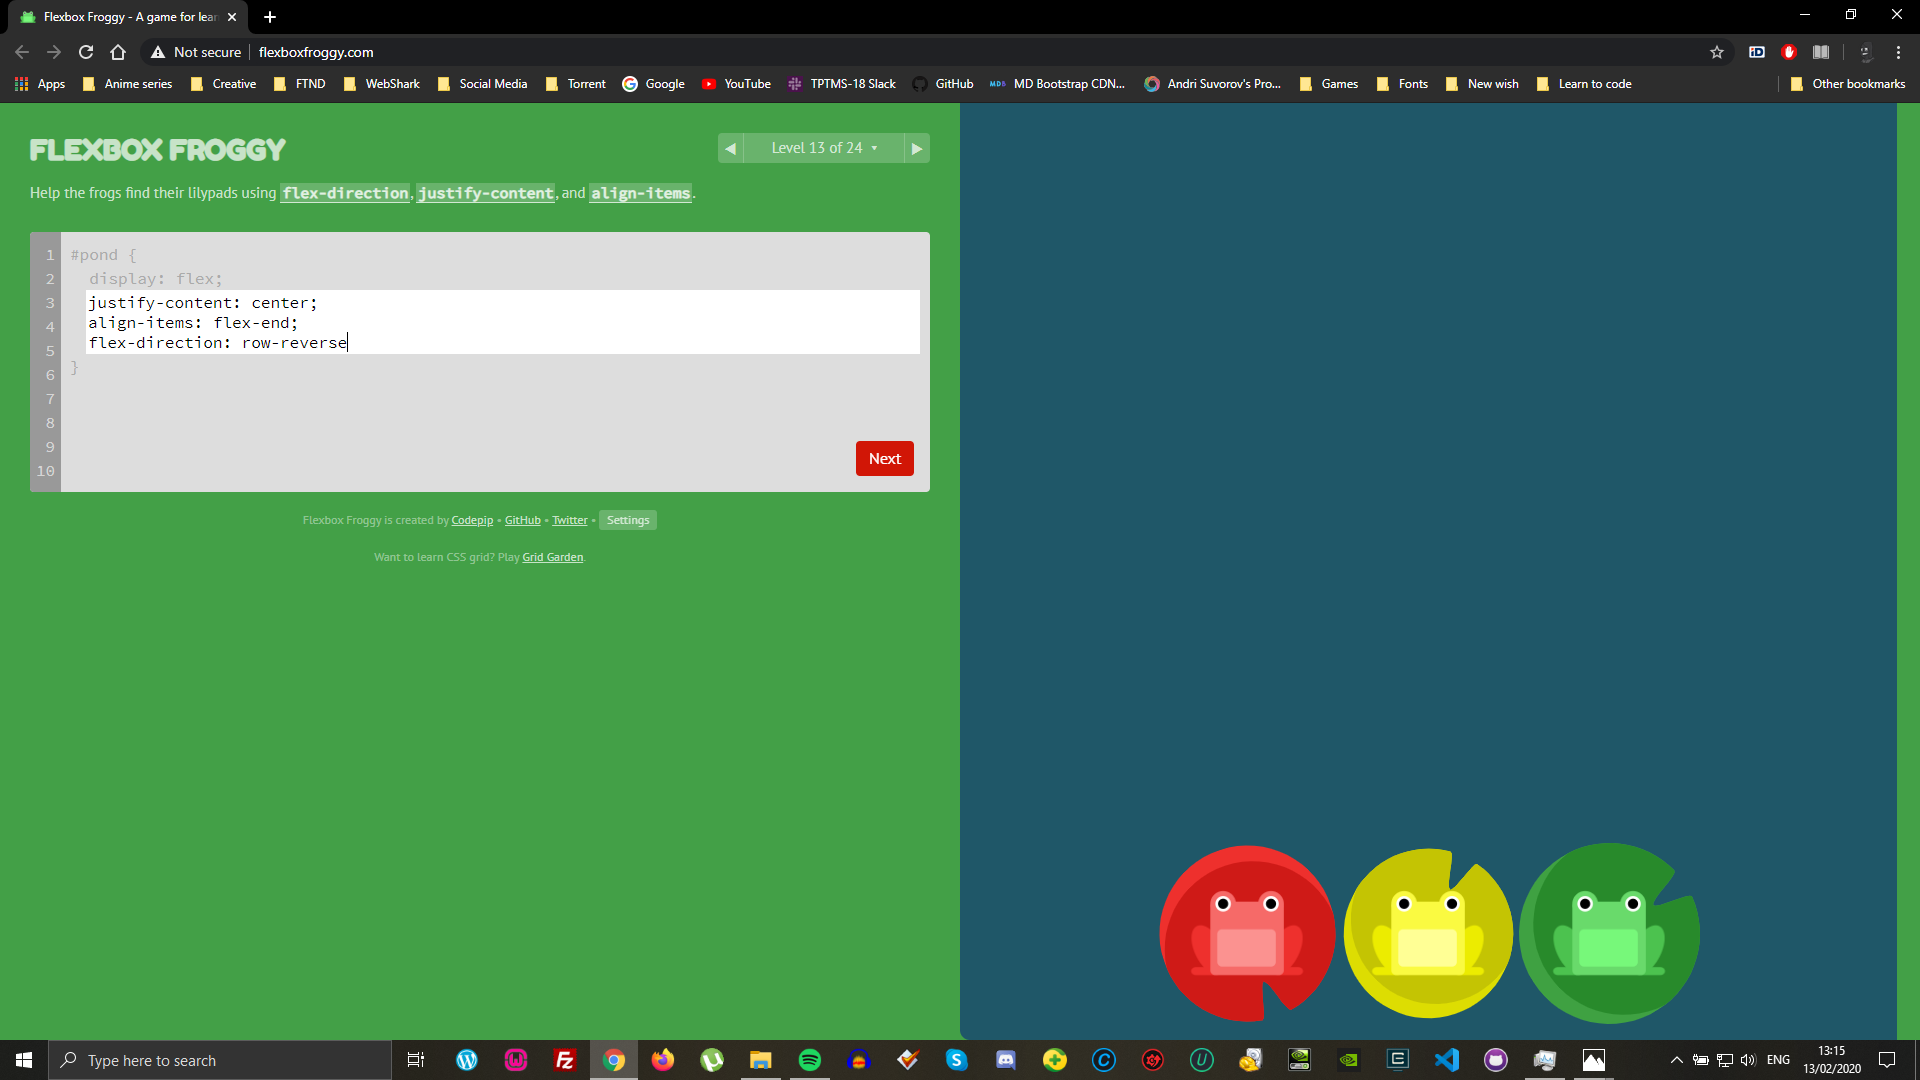 Flexbox Froggy - A game for lear
Not secure flexboxfroggy.com
Apps Anime series Creative FTND WebShark Social Media Torrent Google YouTube TPTMS-18 Slack GitHub MD Bootstrap CDN... Andri Suvorov's Pro... Games Fonts New wish Learn to code Other bookmarks
FLEXBOX FROGGY
Level 13 of 24
Help the frogs find their lilypads using flex-direction, justify-content, and align-items.
1 #pond {
2 display: flex;
3 justify-content: center;
4 align-items: flex-end;
5 flex-direction: row-reverse
6 }
7
8
9
10
Next
Flexbox Froggy is created by Codepip • GitHub • Twitter • Settings
Want to learn CSS grid? Play Grid Garden.
Type here to search
ENG
13:15
13/02/2020